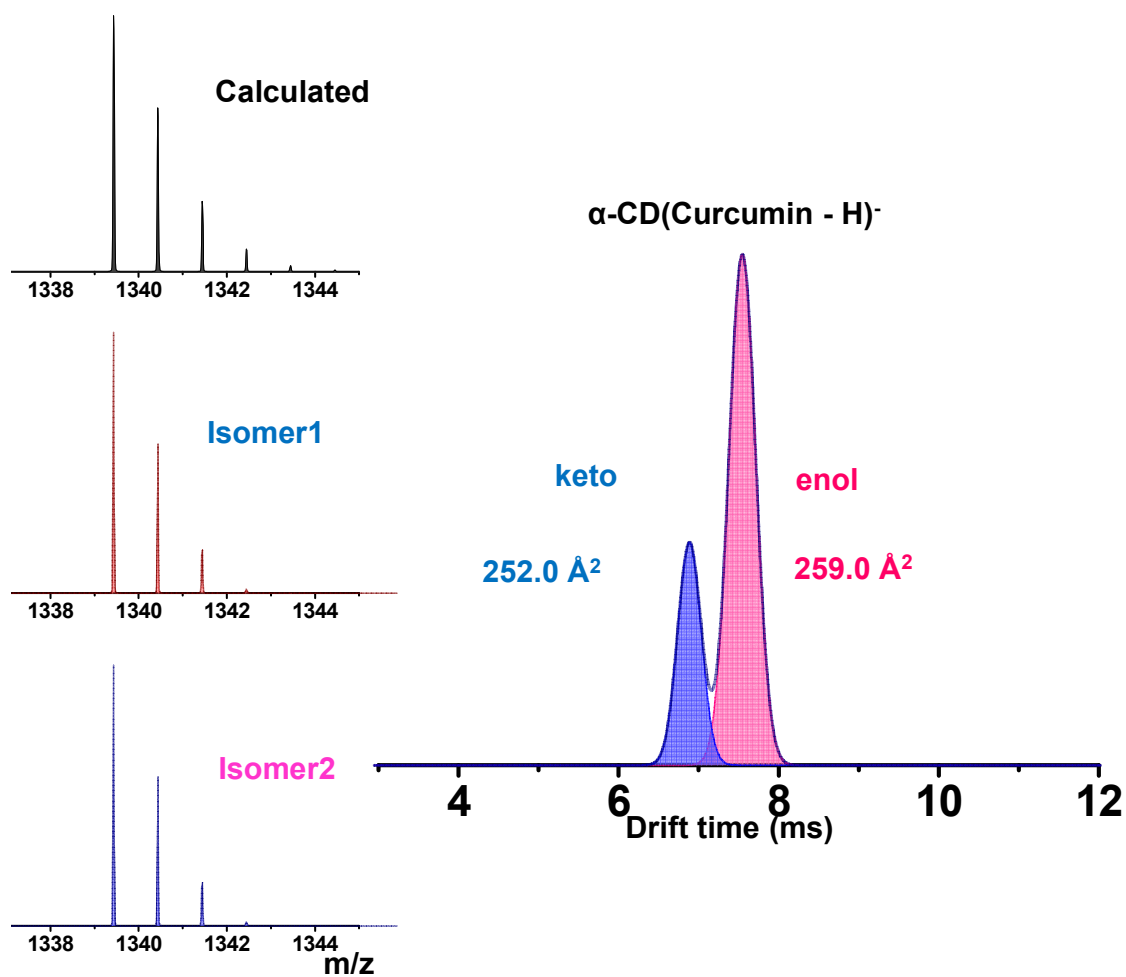 Calculated
1338 1340 1342 1344
Isomer1
1338 1340 1342 1344
Isomer2
1338 1340 1342 1344
m/z
α-CD(Curcumin - H)⁻
keto
enol
252.0 Å²
259.0 Å²
4 6 8 10 12
Drift time (ms)